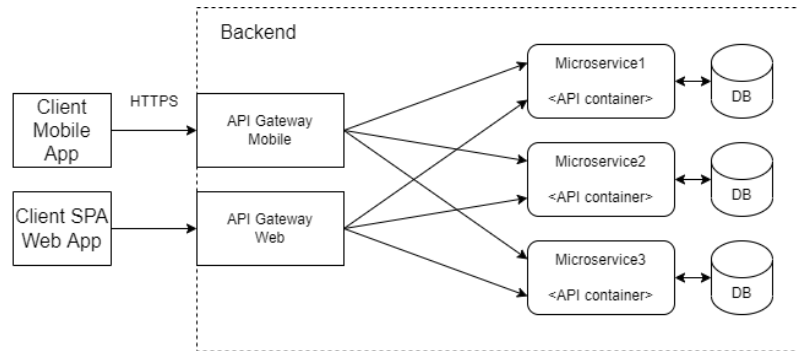 Backend
HTTPS
Client
Mobile
App
API Gateway
Mobile
Client SPA
Web App
API Gateway
Web
Microservice1
<API container>
DB
Microservice2
<API container>
DB
Microservice3
<API container>
DB